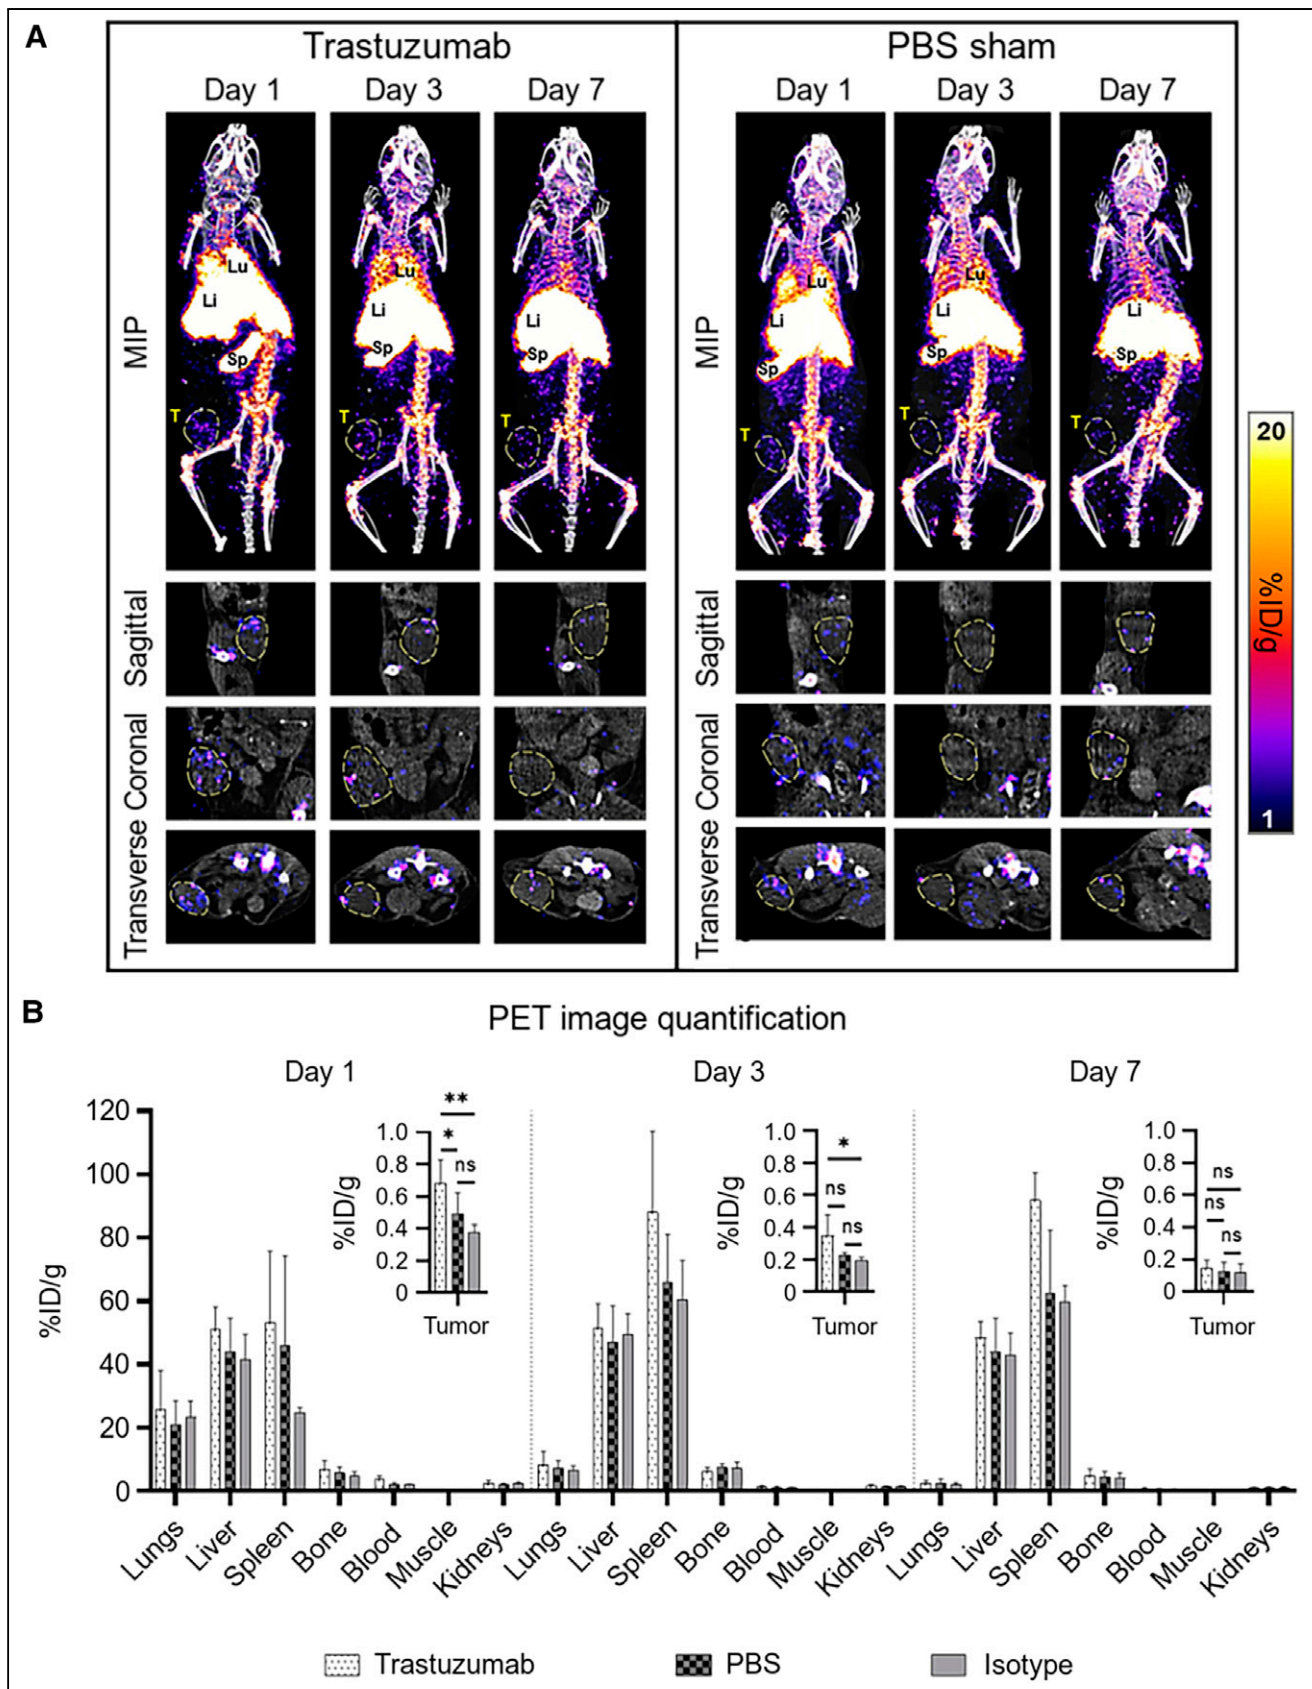 A
Trastuzumab
PBS sham
Day 1 Day 3 Day 7
Day 1 Day 3 Day 7
MIP
Lu
Li
Sp
T
Lu
Li
Sp
T
Li
Sp
T
MIP
Lu
Li
Sp
T
Lu
Li
Sp
T
Li
Sp
T
20
%ID/g
1
Sagittal
Sagittal
Coronal
Coronal
Transverse
Transverse
B
PET image quantification
Day 1
Day 3
Day 7
%ID/g
120
100
80
60
40
20
0
%ID/g
1.0
0.8
0.6
0.4
0.2
0
**
*
ns
Tumor
%ID/g
1.0
0.8
0.6
0.4
0.2
0
*
ns
ns
Tumor
%ID/g
1.0
0.8
0.6
0.4
0.2
0
ns
ns
ns
Tumor
Lungs Liver Spleen Bone Blood Muscle Kidneys
Lungs Liver Spleen Bone Blood Muscle Kidneys
Lungs Liver Spleen Bone Blood Muscle Kidneys
Trastuzumab PBS Isotype